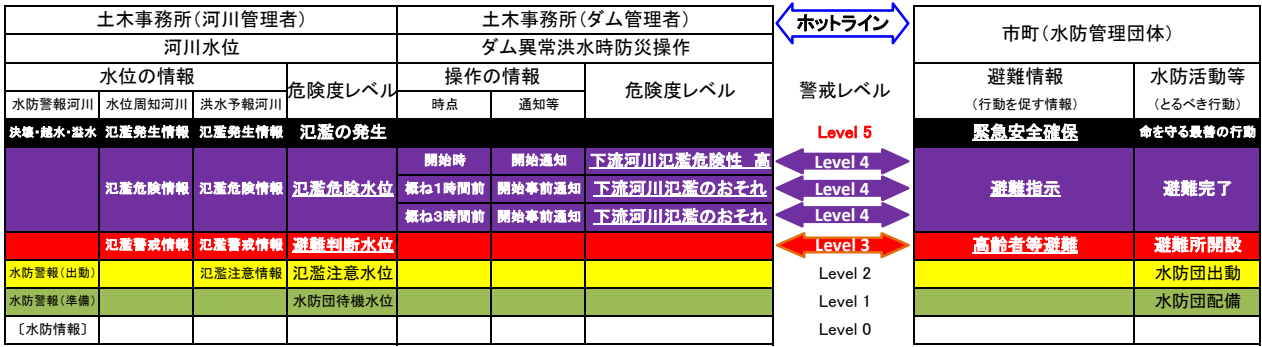 土木事務所(河川管理者) 土木事務所(ダム管理者) ホットライン 市町(水防管理団体)
河川水位 ダム異常洪水時防災操作
水位の情報 危険度レベル 操作の情報 危険度レベル 警戒レベル 避難情報 水防活動等
水防警報河川 水位周知河川 洪水予報河川 時点 通知等 (行動を促す情報) (とるべき行動)
決壊・越水・溢水 氾濫発生情報 氾濫発生情報 氾濫の発生 Level 5 緊急安全確保 命を守る最善の行動
開始時 開始通知 下流河川氾濫危険性 高 Level 4
氾濫危険情報 氾濫危険情報 氾濫危険水位 概ね1時間前 開始事前通知 下流河川氾濫のおそれ Level 4 避難指示 避難完了
概ね3時間前 開始事前通知 下流河川氾濫のおそれ Level 4
氾濫警戒情報 氾濫警戒情報 避難判断水位 Level 3 高齢者等避難 避難所開設
水防警報(出動) 氾濫注意情報 氾濫注意水位 Level 2 水防団出動
水防警報(準備) 水防団待機水位 Level 1 水防団配備
〔水防情報〕 Level 0